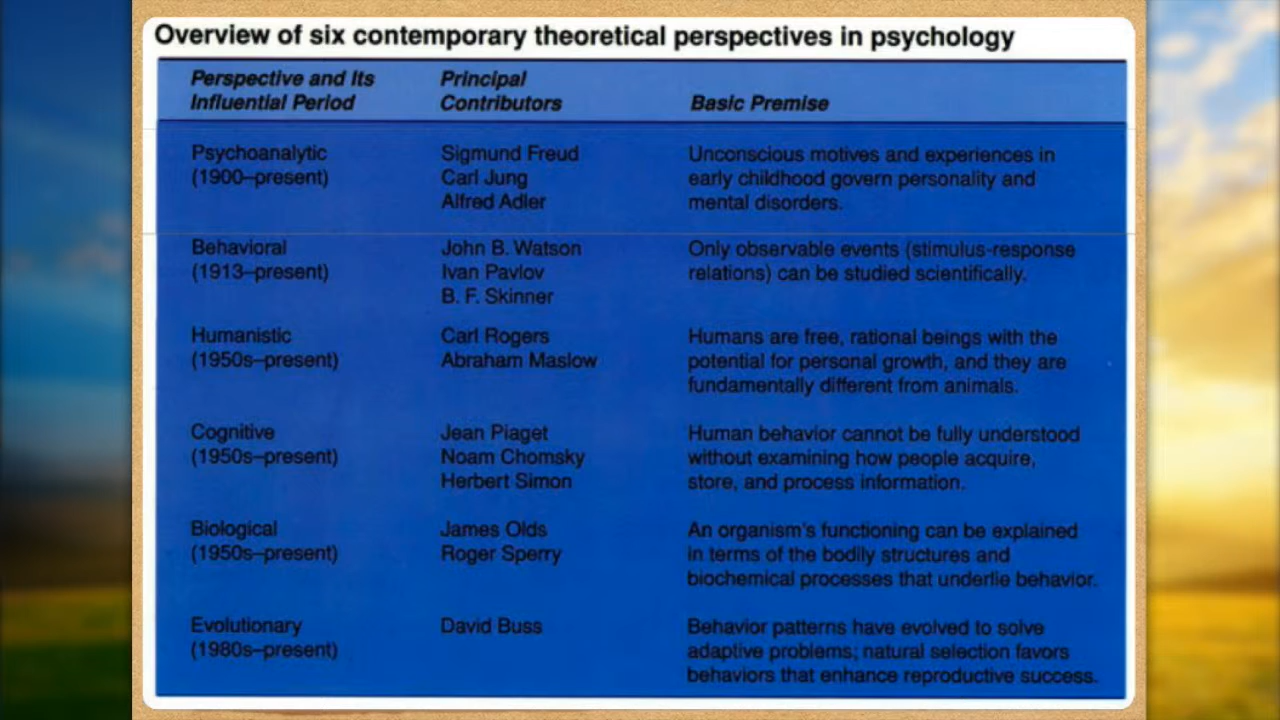 Overview of six contemporary theoretical perspectives in psychology
Perspective and Its Influential Period
Principal Contributors
Basic Premise
Psychoanalytic
(1900–present)
Sigmund Freud
Carl Jung
Alfred Adler
Unconscious motives and experiences in
early childhood govern personality and
mental disorders.
Behavioral
(1913–present)
John B. Watson
Ivan Pavlov
B. F. Skinner
Only observable events (stimulus-response
relations) can be studied scientifically.
Humanistic
(1950s–present)
Carl Rogers
Abraham Maslow
Humans are free, rational beings with the
potential for personal growth, and they are
fundamentally different from animals.
Cognitive
(1950s–present)
Jean Piaget
Noam Chomsky
Herbert Simon
Human behavior cannot be fully understood
without examining how people acquire,
store, and process information.
Biological
(1950s–present)
James Olds
Roger Sperry
An organism's functioning can be explained
in terms of the bodily structures and
biochemical processes that underlie behavior.
Evolutionary
(1980s–present)
David Buss
Behavior patterns have evolved to solve
adaptive problems; natural selection favors
behaviors that enhance reproductive success.